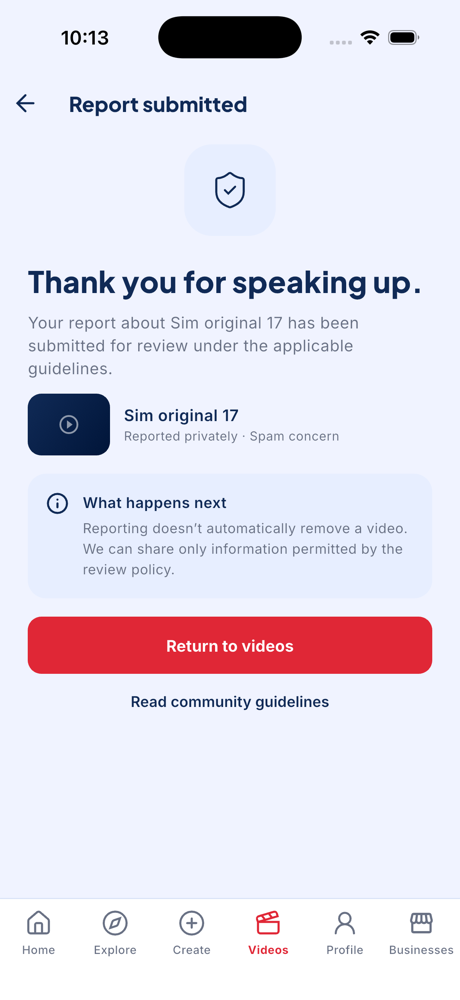 10:13
Report submitted
Thank you for speaking up.
Your report about Sim original 17 has been
submitted for review under the applicable
guidelines.
Sim original 17
Reported privately · Spam concern
What happens next
Reporting doesn’t automatically remove a video.
We can share only information permitted by the
review policy.
Return to videos
Read community guidelines
Home Explore Create Videos Profile Businesses